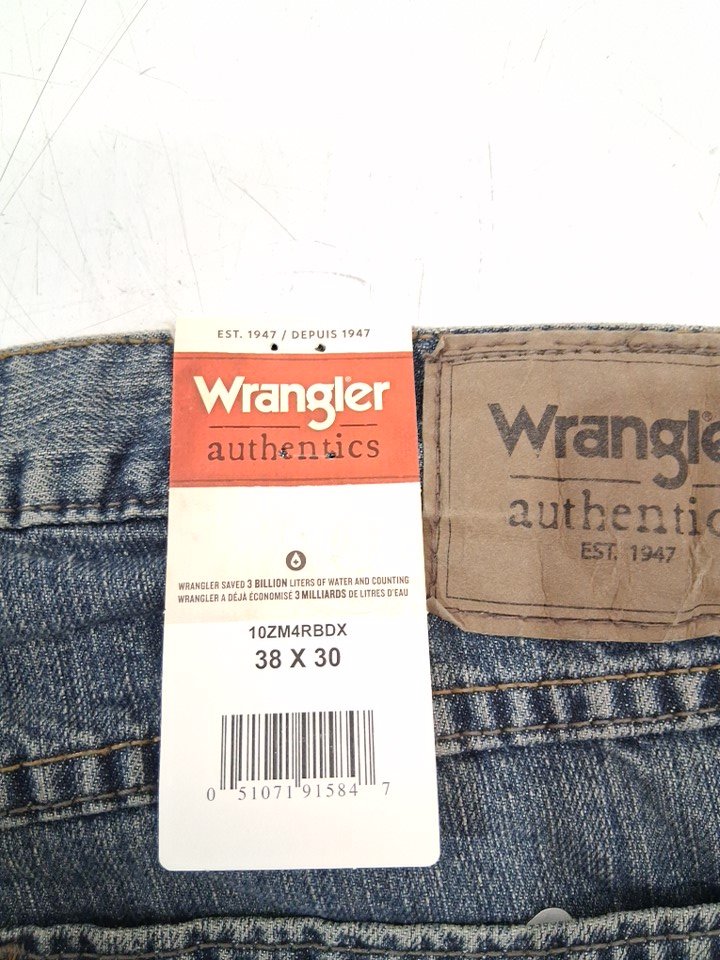 EST. 1947 / DEPUIS 1947
Wrangler®
authentics
WRANGLER SAVED 3 BILLION LITERS OF WATER AND COUNTING
WRANGLER A DÉJÀ ÉCONOMISÉ 3 MILLIARDS DE LITRES D'EAU
10ZM4RBDX
38 X 30
0 51071 91584 7
Wrangle®
authentic
EST. 1947